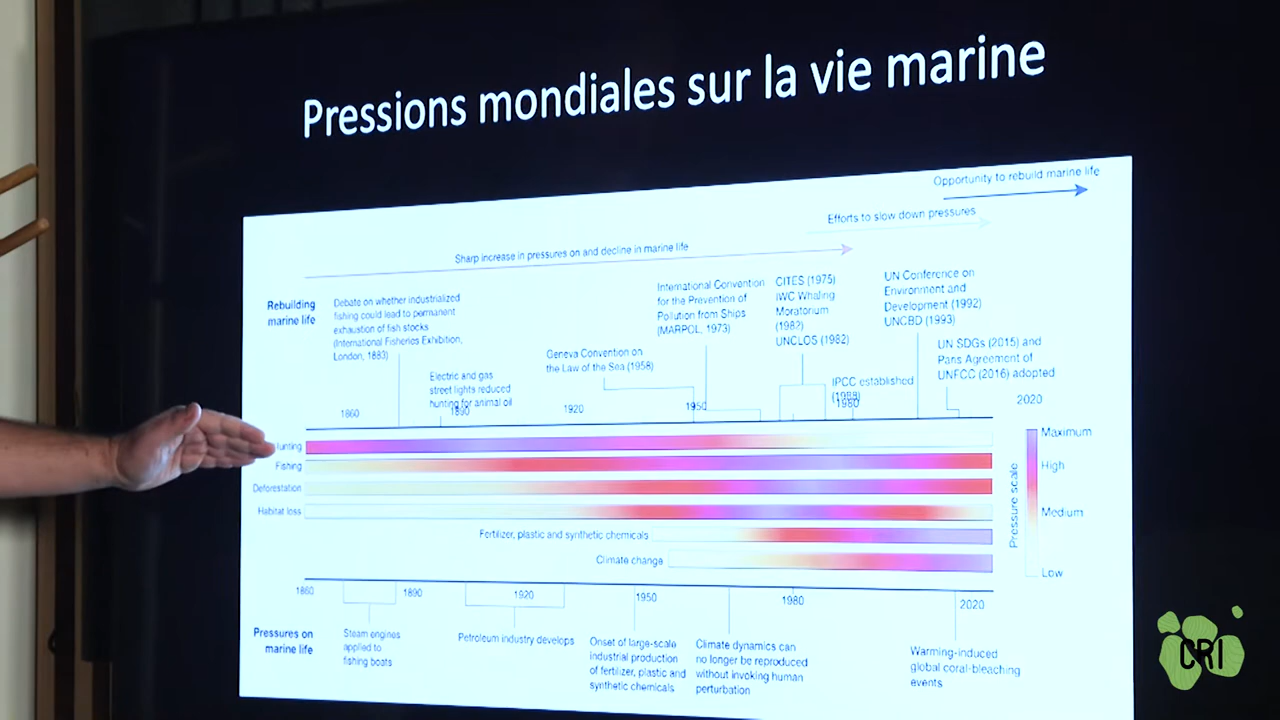 Pressions mondiales sur la vie marine
Opportunity to rebuild marine life
Efforts to slow down pressures
Sharp increase in pressures on and decline in marine life
Rebuilding
marine life
Debate on whether industrialized
fishing could lead to permanent
exhaustion of fish stocks
(International Fisheries Exhibition,
London, 1883)
Electric and gas
street lights reduced
hunting for animal oil
Geneva Convention on
the Law of the Sea (1958)
International Convention
for the Prevention of
Pollution from Ships
(MARPOL, 1973)
CITES (1975)
IWC Whaling
Moratorium
(1982)
UNCLOS (1982)
IPCC established
(1988)
UN Conference on
Environment and
Development (1992)
UNCBD (1993)
UN SDGs (2015) and
Paris Agreement of
UNFCC (2016) adopted
1860
1890
1920
1950
1980
2020
Hunting
Fishing
Deforestation
Habitat loss
Fertilizer, plastic and synthetic chemicals
Climate change
Pressure scale
Maximum
High
Medium
Low
1860
1890
1920
1950
1980
2020
Pressures on
marine life
Steam engines
applied to
fishing boats
Petroleum industry develops
Onset of large-scale
industrial production
of fertilizer, plastic and
synthetic chemicals
Climate dynamics can
no longer be reproduced
without invoking human
perturbation
Warming-induced
global coral-bleaching
events
CRI